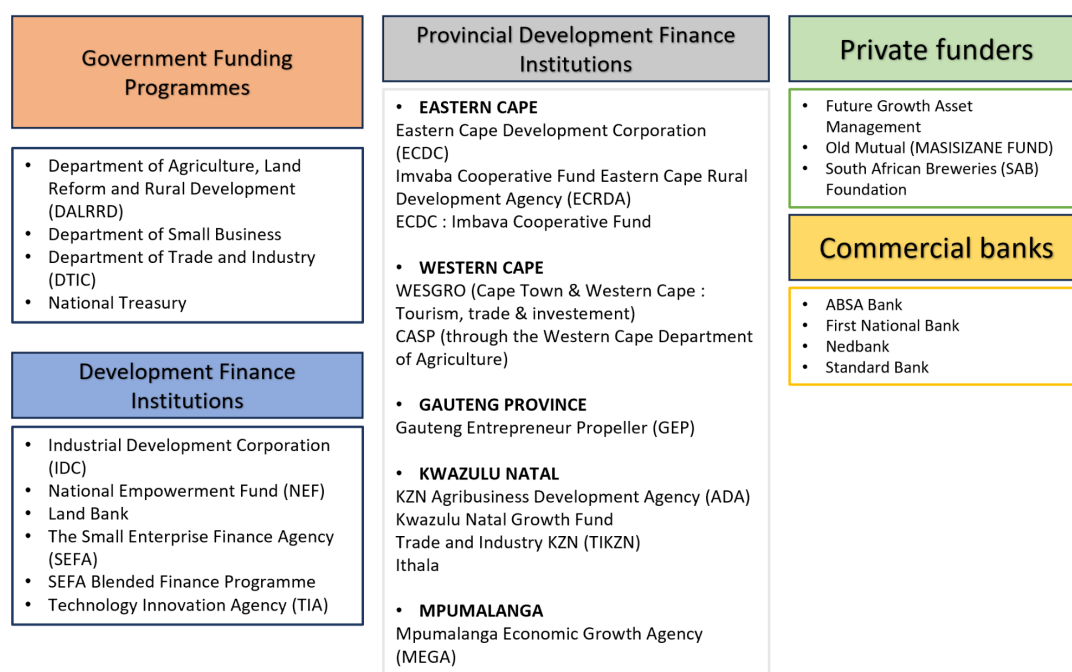 Government Funding
Programmes
• Department of Agriculture, Land
Reform and Rural Development
(DALRRD)
• Department of Small Business
• Department of Trade and Industry
(DTIC)
• National Treasury
Development Finance
Institutions
• Industrial Development Corporation
(IDC)
• National Empowerment Fund (NEF)
• Land Bank
• The Small Enterprise Finance Agency
(SEFA)
• SEFA Blended Finance Programme
• Technology Innovation Agency (TIA)
Provincial Development Finance
Institutions
• EASTERN CAPE
Eastern Cape Development Corporation
(ECDC)
Imvaba Cooperative Fund Eastern Cape Rural
Development Agency (ECRDA)
ECDC : Imbava Cooperative Fund
• WESTERN CAPE
WESGRO (Cape Town & Western Cape :
Tourism, trade & investement)
CASP (through the Western Cape Department
of Agriculture)
• GAUTENG PROVINCE
Gauteng Entrepreneur Propeller (GEP)
• KWAZULU NATAL
KZN Agribusiness Development Agency (ADA)
Kwazulu Natal Growth Fund
Trade and Industry KZN (TIKZN)
Ithala
• MPUMALANGA
Mpumalanga Economic Growth Agency
(MEGA)
Private funders
• Future Growth Asset
Management
• Old Mutual (MASISIZANE FUND)
• South African Breweries (SAB)
Foundation
Commercial banks
• ABSA Bank
• First National Bank
• Nedbank
• Standard Bank